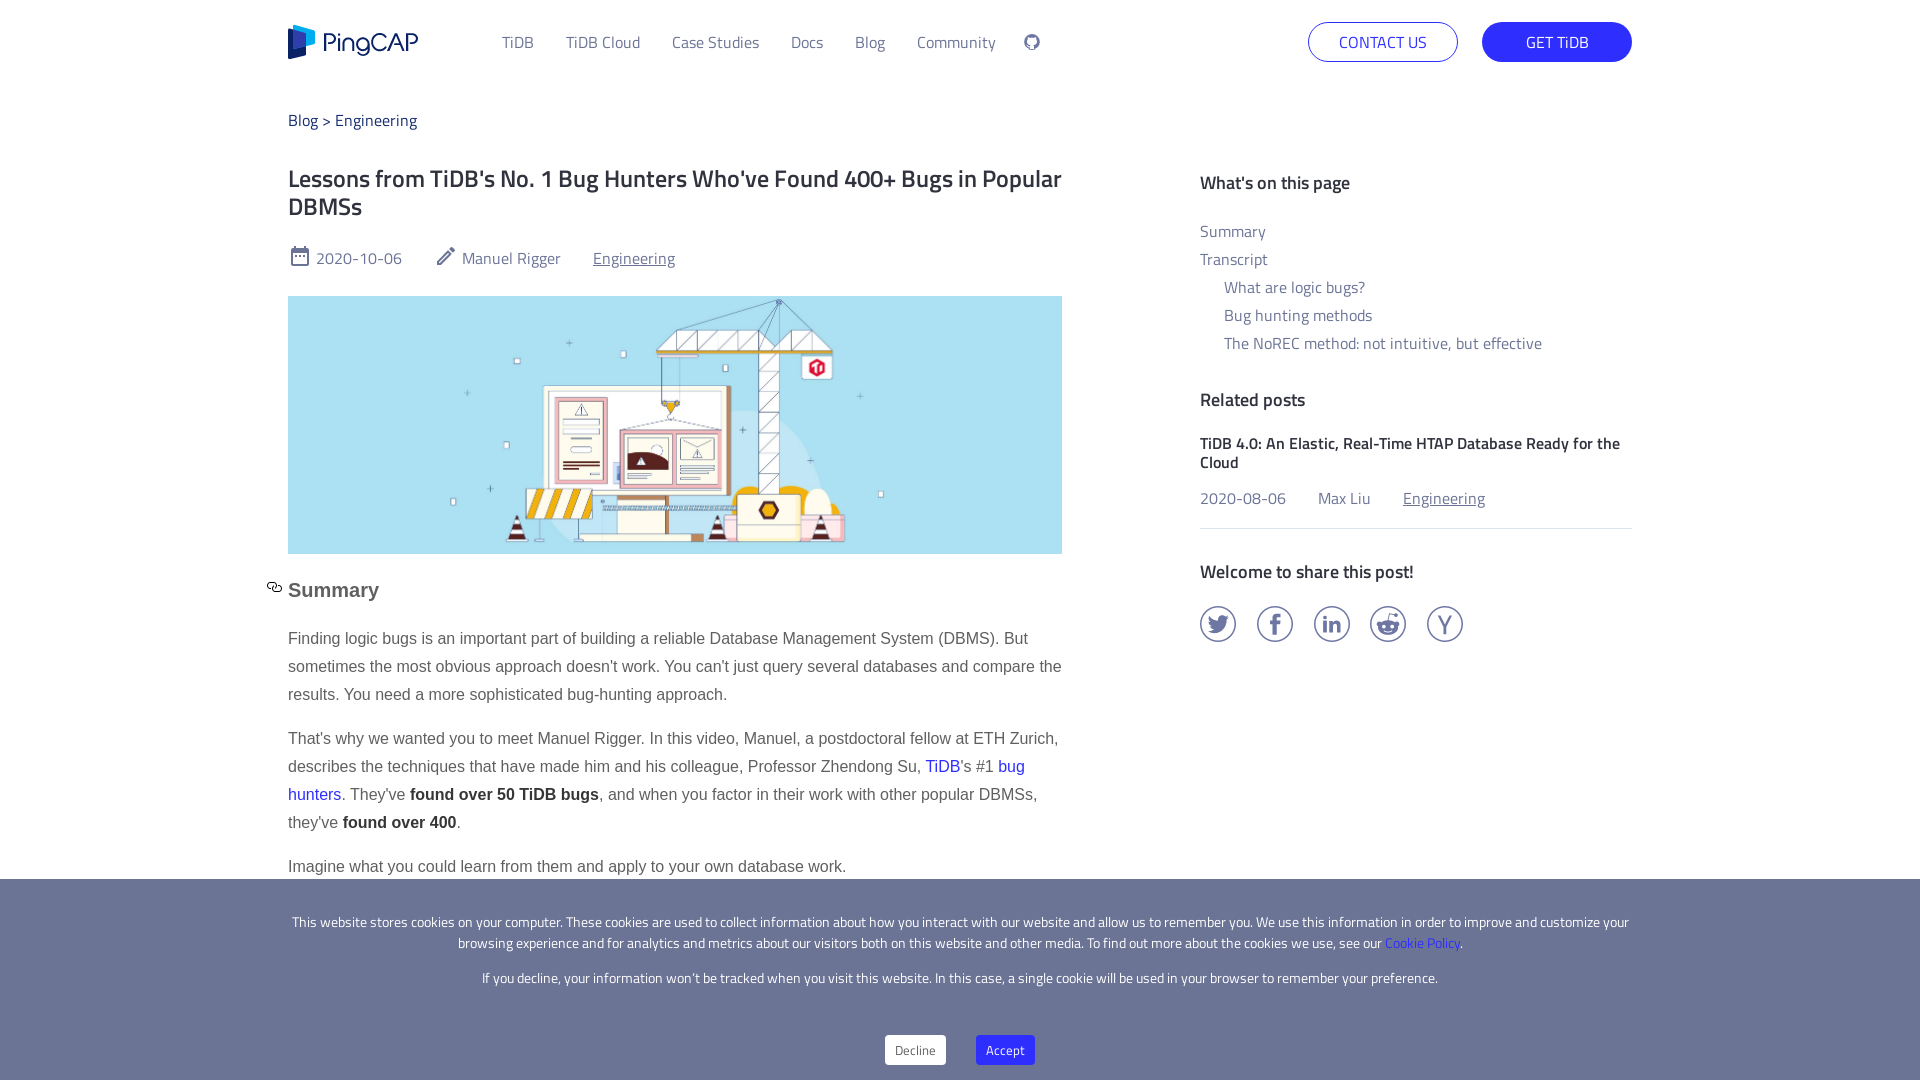 PingCAP
TiDB
TiDB Cloud
Case Studies
Docs
Blog
Community
CONTACT US
GET TiDB
Blog > Engineering
Lessons from TiDB's No. 1 Bug Hunters Who've Found 400+ Bugs in Popular
DBMSs
2020-10-06
Manuel Rigger
Engineering
Summary
Finding logic bugs is an important part of building a reliable Database Management System (DBMS). But
sometimes the most obvious approach doesn't work. You can't just query several databases and compare the
results. You need a more sophisticated bug-hunting approach.
That's why we wanted you to meet Manuel Rigger. In this video, Manuel, a postdoctoral fellow at ETH Zurich,
describes the techniques that have made him and his colleague, Professor Zhendong Su, TiDB's #1 bug
hunters. They've found over 50 TiDB bugs, and when you factor in their work with other popular DBMSs,
they've found over 400.
Imagine what you could learn from them and apply to your own database work.
What's on this page
Summary
Transcript
What are logic bugs?
Bug hunting methods
The NoREC method: not intuitive, but effective
Related posts
TiDB 4.0: An Elastic, Real-Time HTAP Database Ready for the
Cloud
2020-08-06
Max Liu
Engineering
Welcome to share this post!
This website stores cookies on your computer. These cookies are used to collect information about how you interact with our website and allow us to remember you. We use this information in order to improve and customize your
browsing experience and for analytics and metrics about our visitors both on this website and other media. To find out more about the cookies we use, see our Cookie Policy.
If you decline, your information won’t be tracked when you visit this website. In this case, a single cookie will be used in your browser to remember your preference.
Decline
Accept